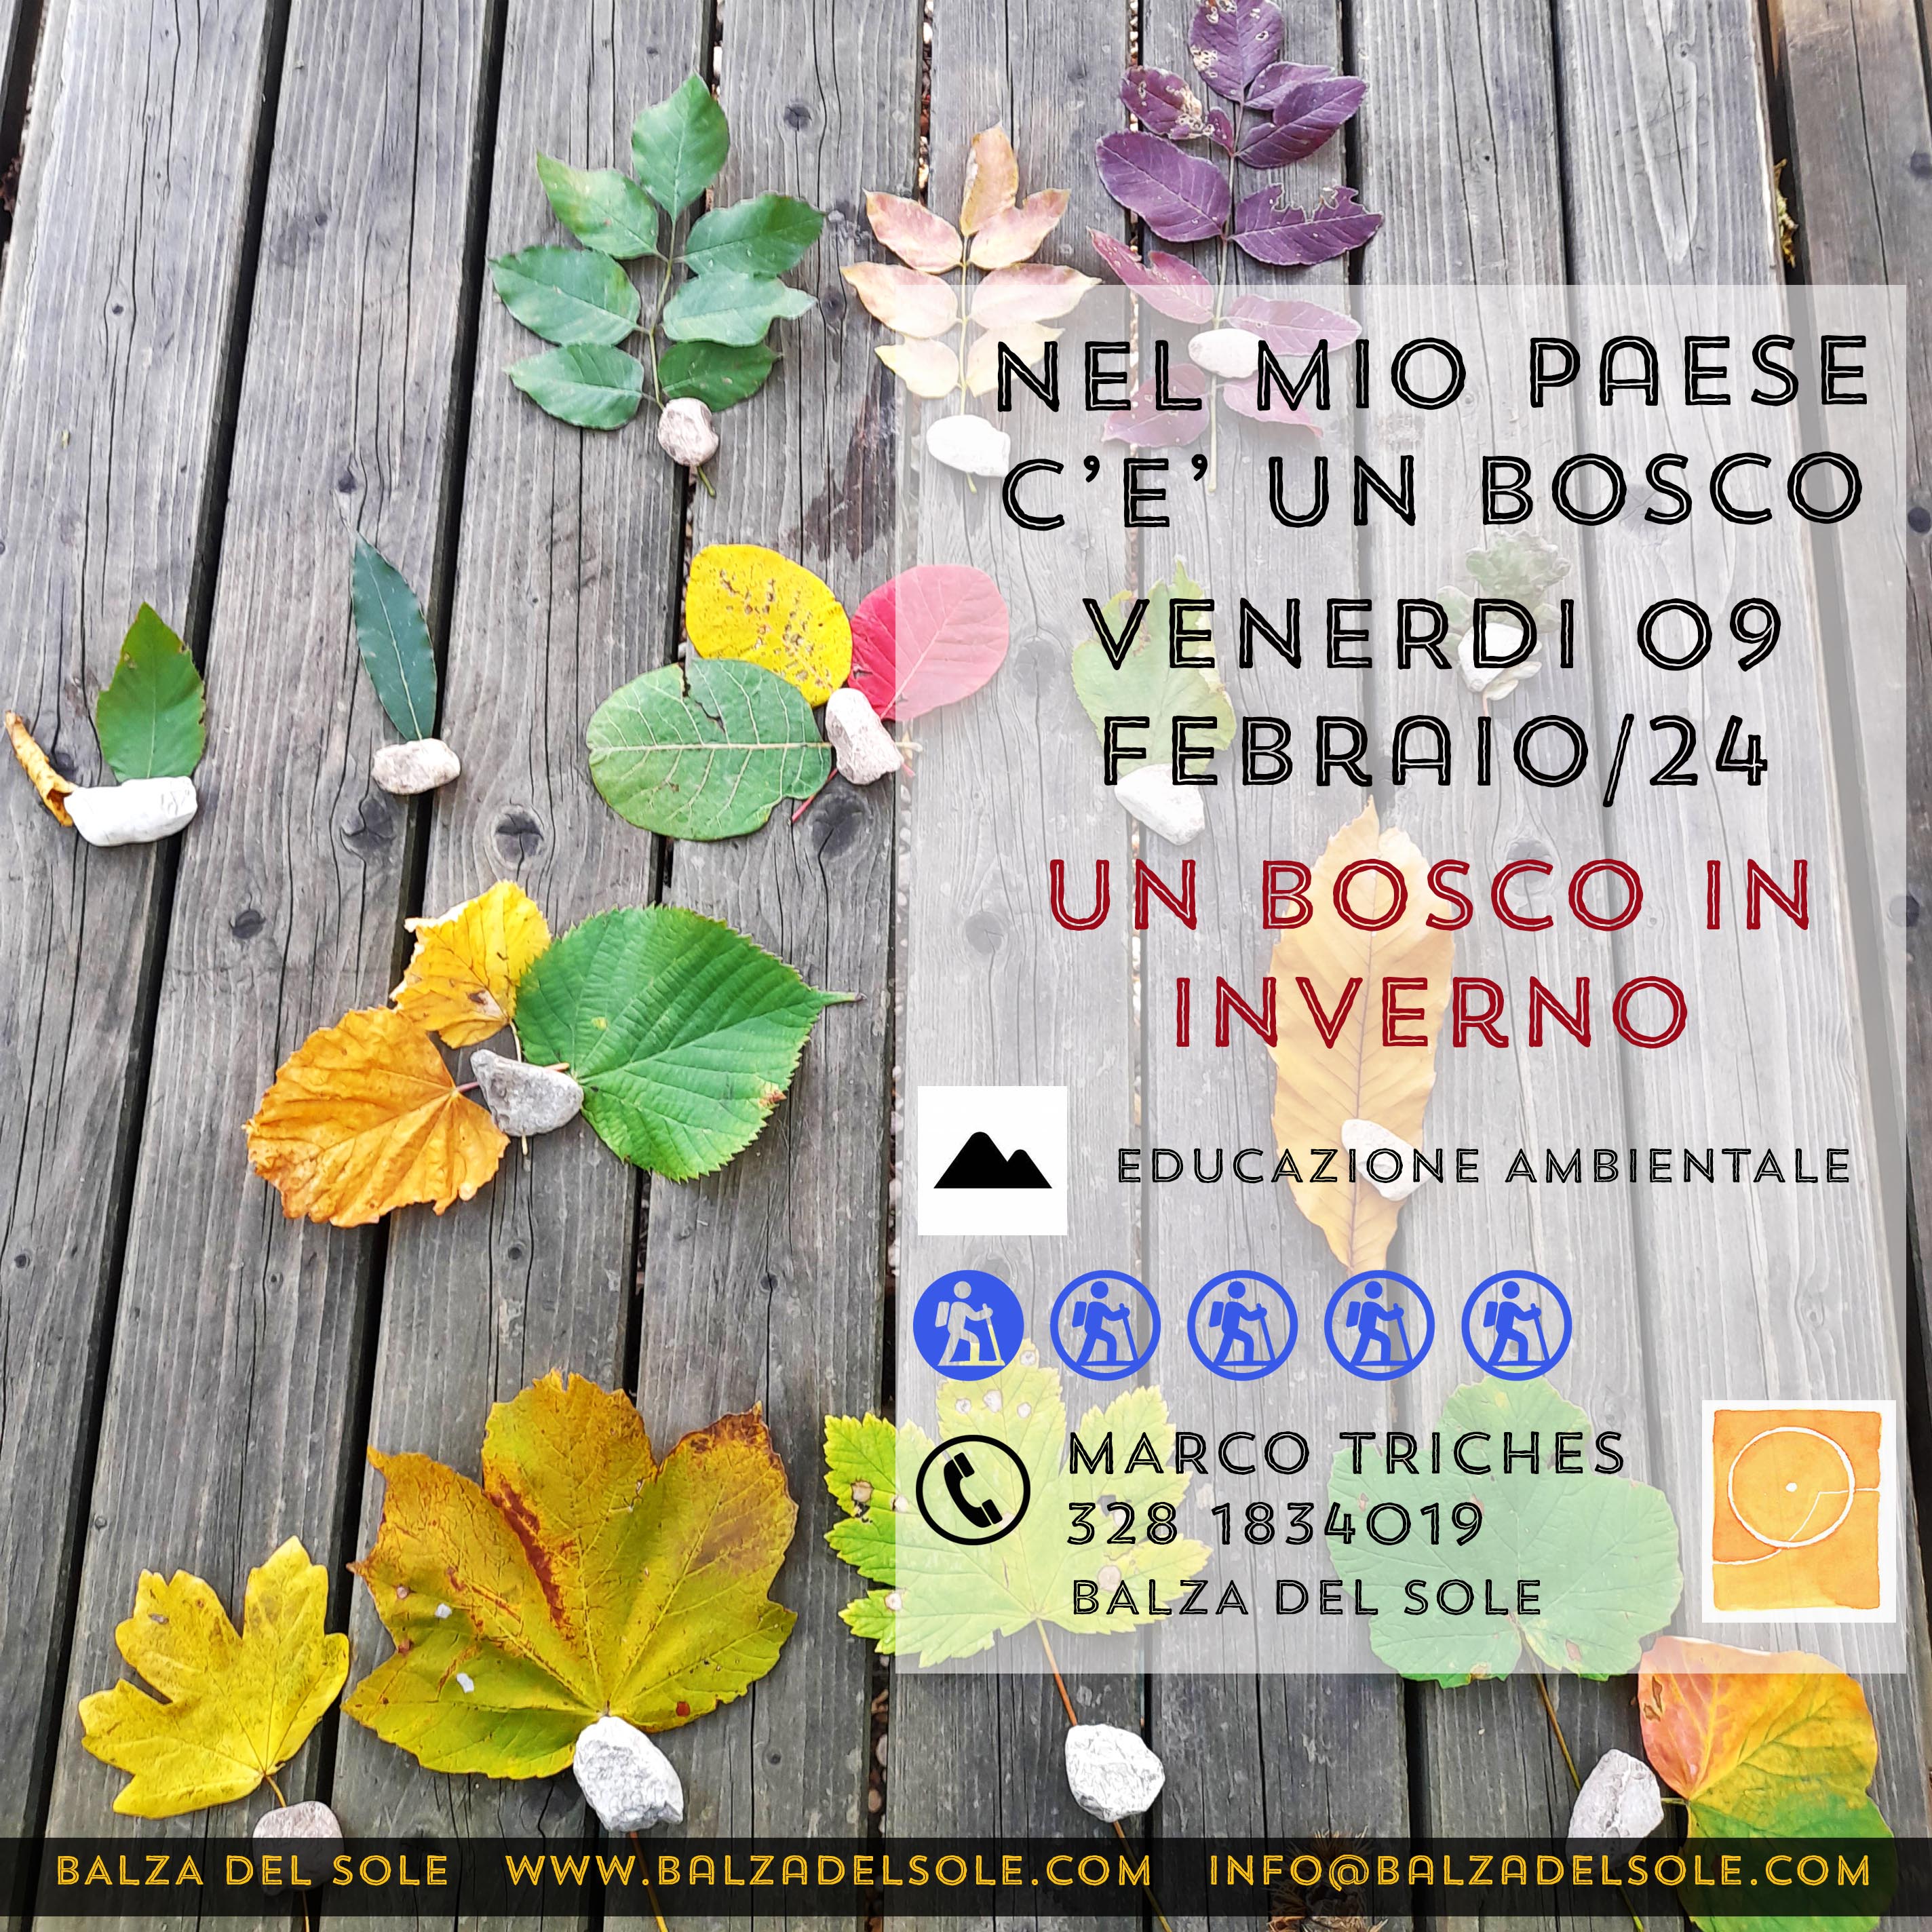 NEL MIO PAESE
C'E' UN BOSCO
VENERDI 09
FEBRAIO/24
UN BOSCO IN
INVERNO
EDUCAZIONE AMBIENTALE
MARCO TRICHES
328 1834019
BALZA DEL SOLE
BALZA DEL SOLE WWW.BALZADELSOLE.COM INFO@BALZADELSOLE.COM